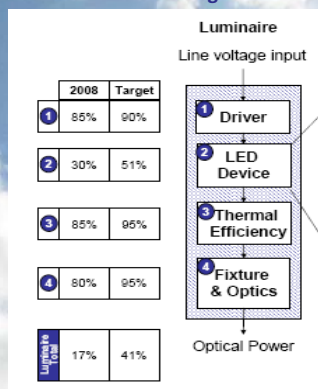 Luminaire
Line voltage input
2008 Target
1 85% 90%
2 30% 51%
3 85% 95%
4 80% 95%
Luminaire Total 17% 41%
1 Driver
2 LED
Device
3 Thermal
Efficiency
4 Fixture
& Optics
Optical Power